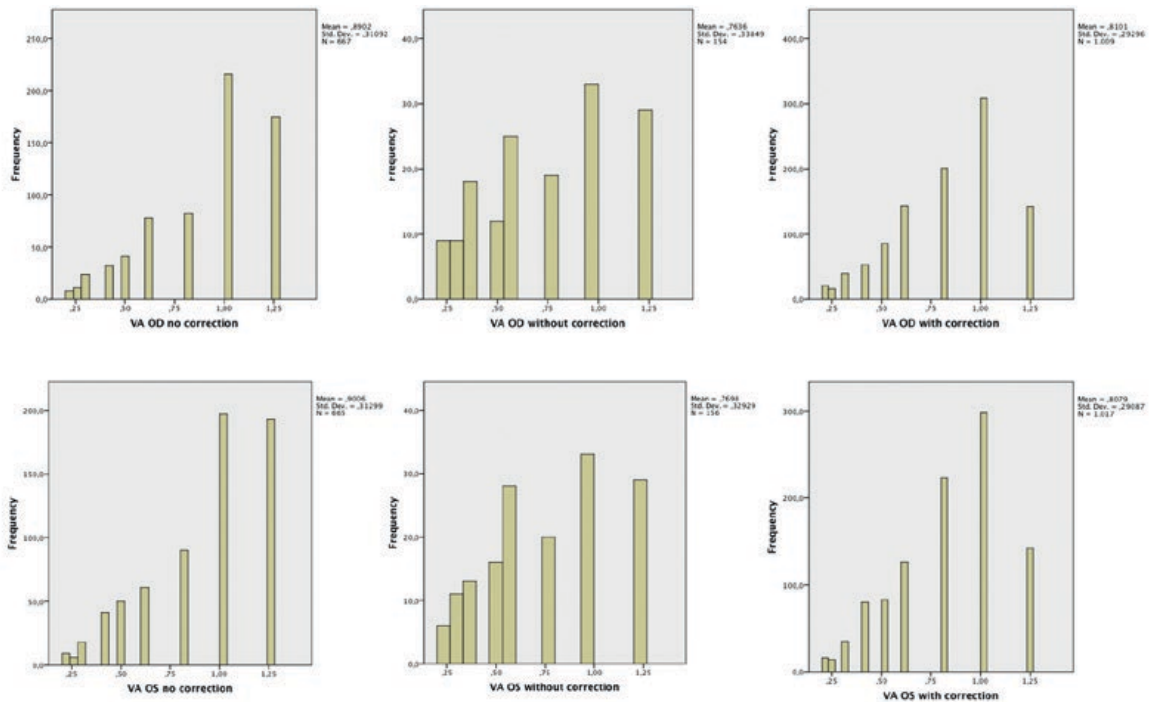 Mean = ,8902
Std. Dev. = ,31092
N = 667
250,0
200,0
150,0
100,0
50,0
0,0
Frequency
,25 ,50 ,75 1,00 1,25
VA OD no correction
Mean = ,7636
Std. Dev. = ,33849
N = 154
40,0
30,0
20,0
10,0
0,0
Frequency
,25 ,50 ,75 1,00 1,25
VA OD without correction
Mean = ,8101
Std. Dev. = ,29296
N = 1.009
400,0
300,0
200,0
100,0
0,0
Frequency
,25 ,50 ,75 1,00 1,25
VA OD with correction
Mean = ,9006
Std. Dev. = ,31299
N = 665
200,0
150,0
100,0
50,0
0,0
Frequency
,25 ,50 ,75 1,00 1,25
VA OS no correction
Mean =
Std. Dev. = ,32929
N = 156
40,0
30,0
20,0
10,0
0,0
Frequency
,25 ,50 ,75 1,00 1,25
VA OS without correction
Mean = ,8079
Std. Dev. = ,29087
N = 1.017
300,0
200,0
100,0
0,0
Frequency
,25 ,50 ,75 1,00 1,25
VA OS with correction